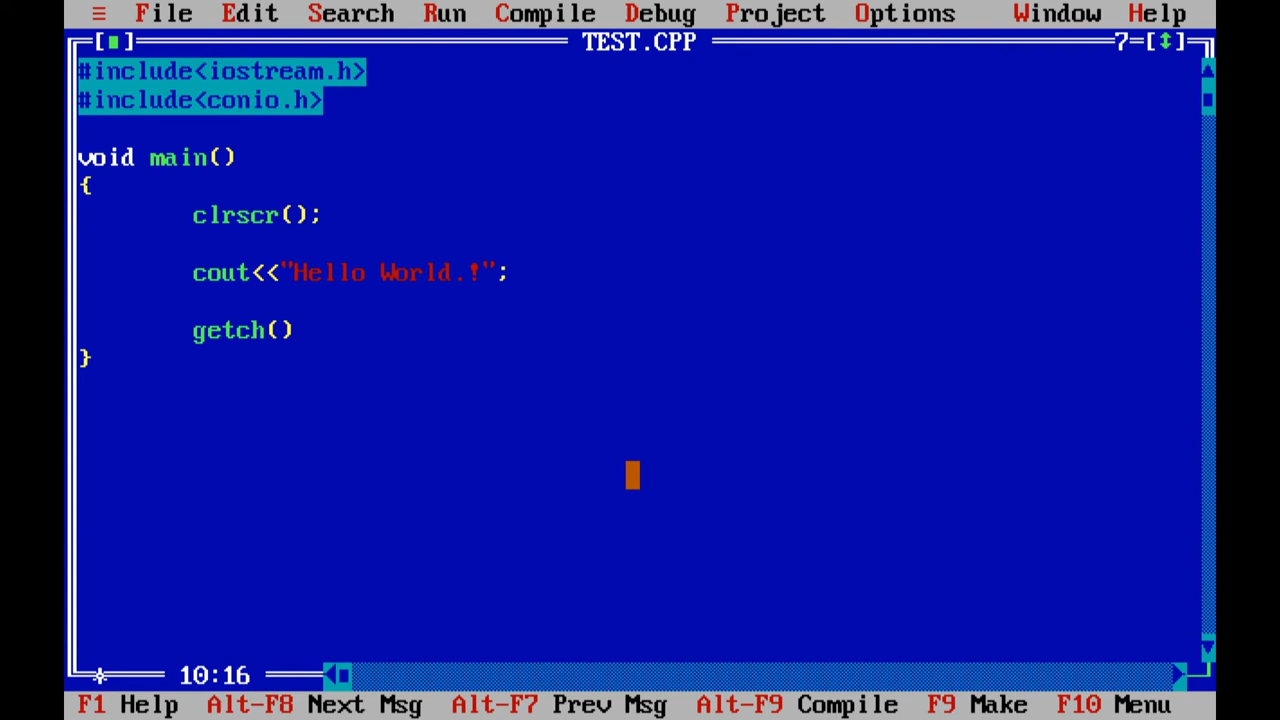 ≡ File Edit Search Run Compile Debug Project Options Window Help
[■] TEST.CPP 7=[↕]
#include<iostream.h>
#include<conio.h>
void main()
{
clrscr();
cout<<"Hello World.!";
getch()
}
10:16
F1 Help Alt-F8 Next Msg Alt-F7 Prev Msg Alt-F9 Compile F9 Make F10 Menu